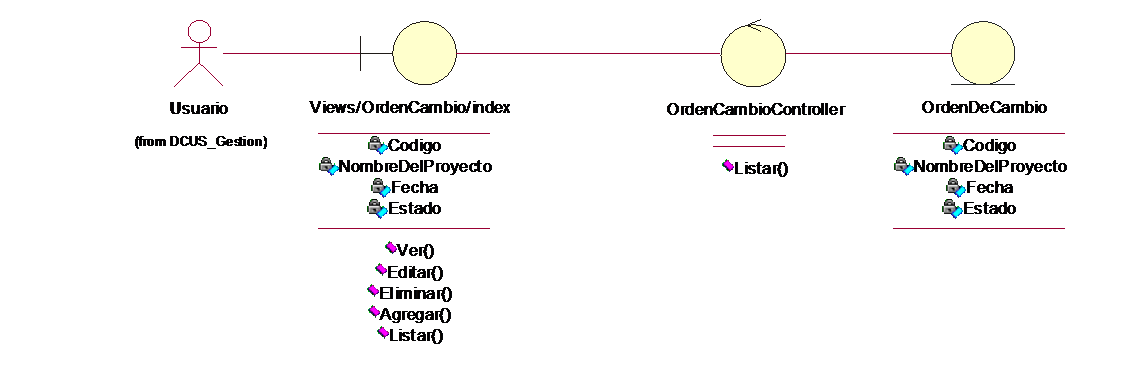 Usuario
(from DCUS_Gestion)
Views/OrdenCambio/index
Codigo
NombreDelProyecto
Fecha
Estado
Ver()
Editar()
Eliminar()
Agregar()
Listar()
OrdenCambioController
Listar()
OrdenDeCambio
Codigo
NombreDelProyecto
Fecha
Estado